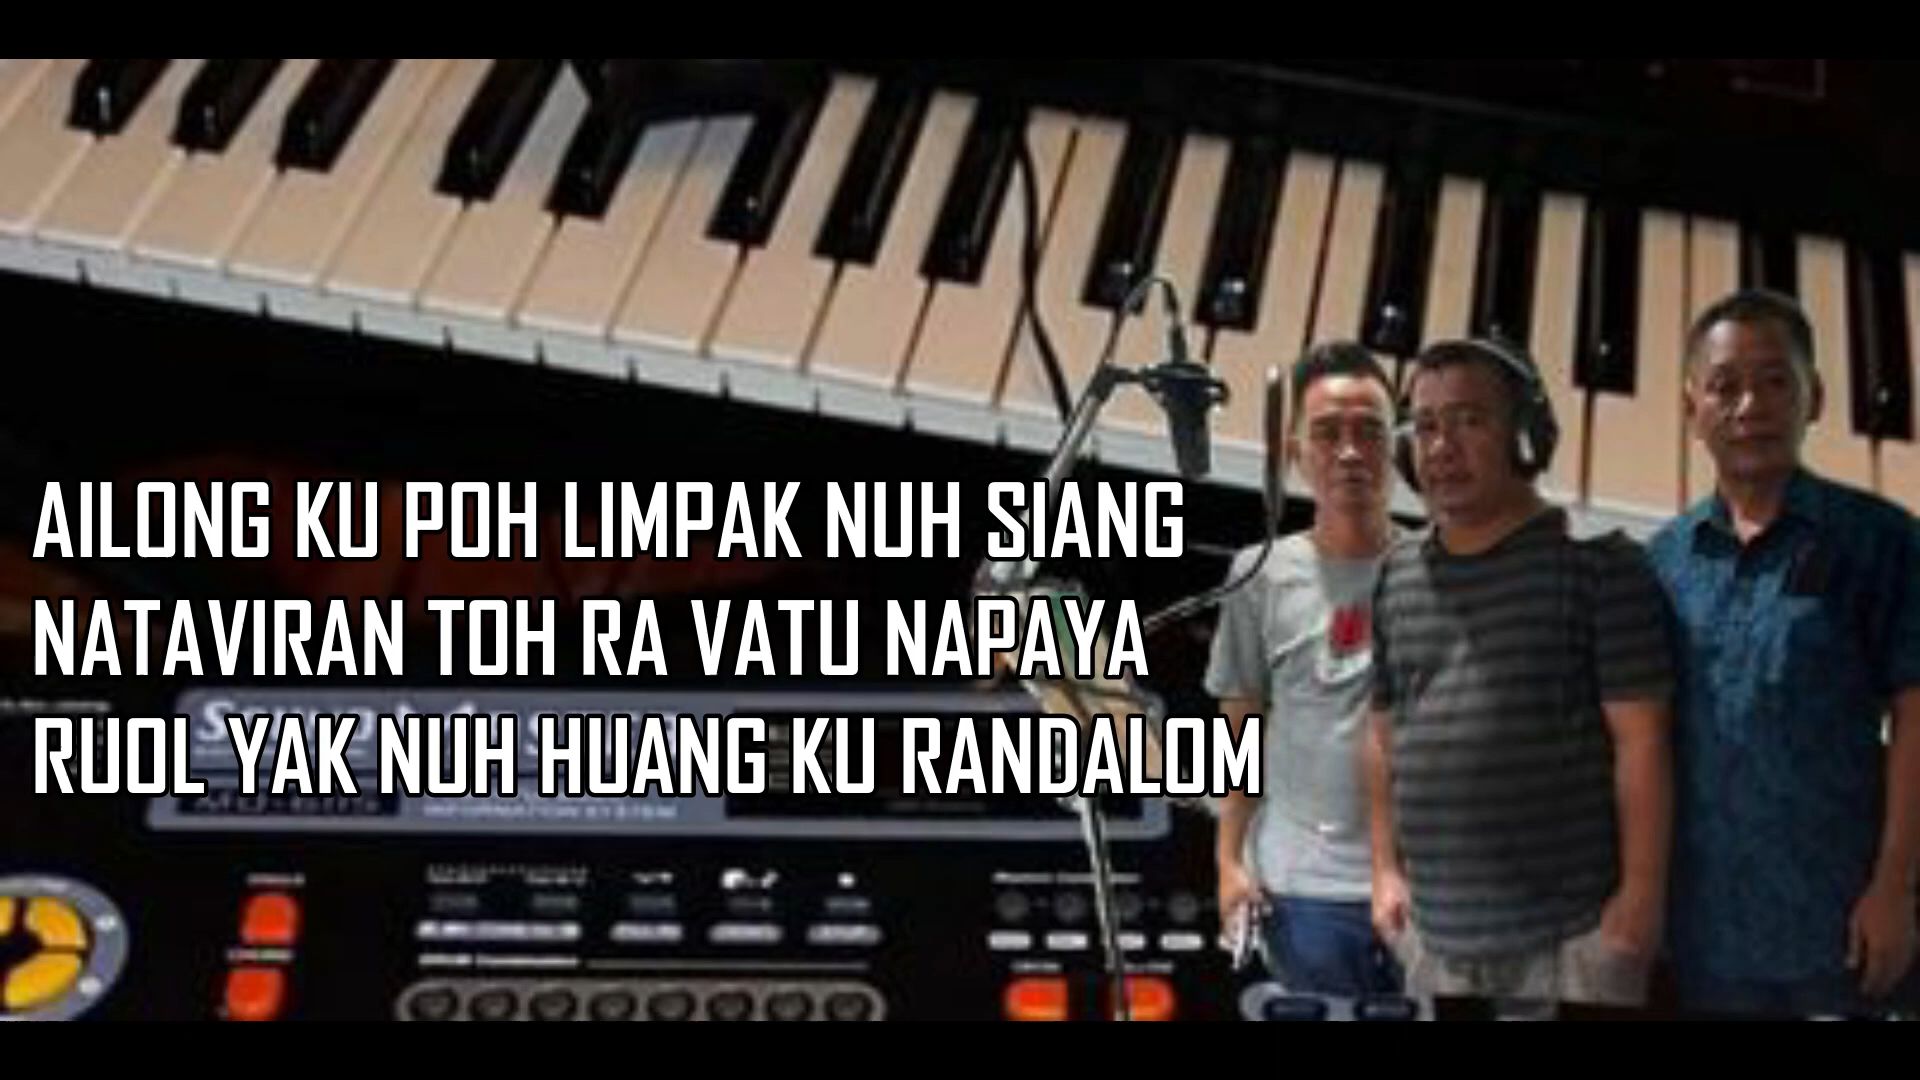 AILONG KU POH LIMPAK NUH SIANG
NATAVIRAN TOH RA VATU NAPAYA
RUOL YAK NUH HUANG KU RANDALOM